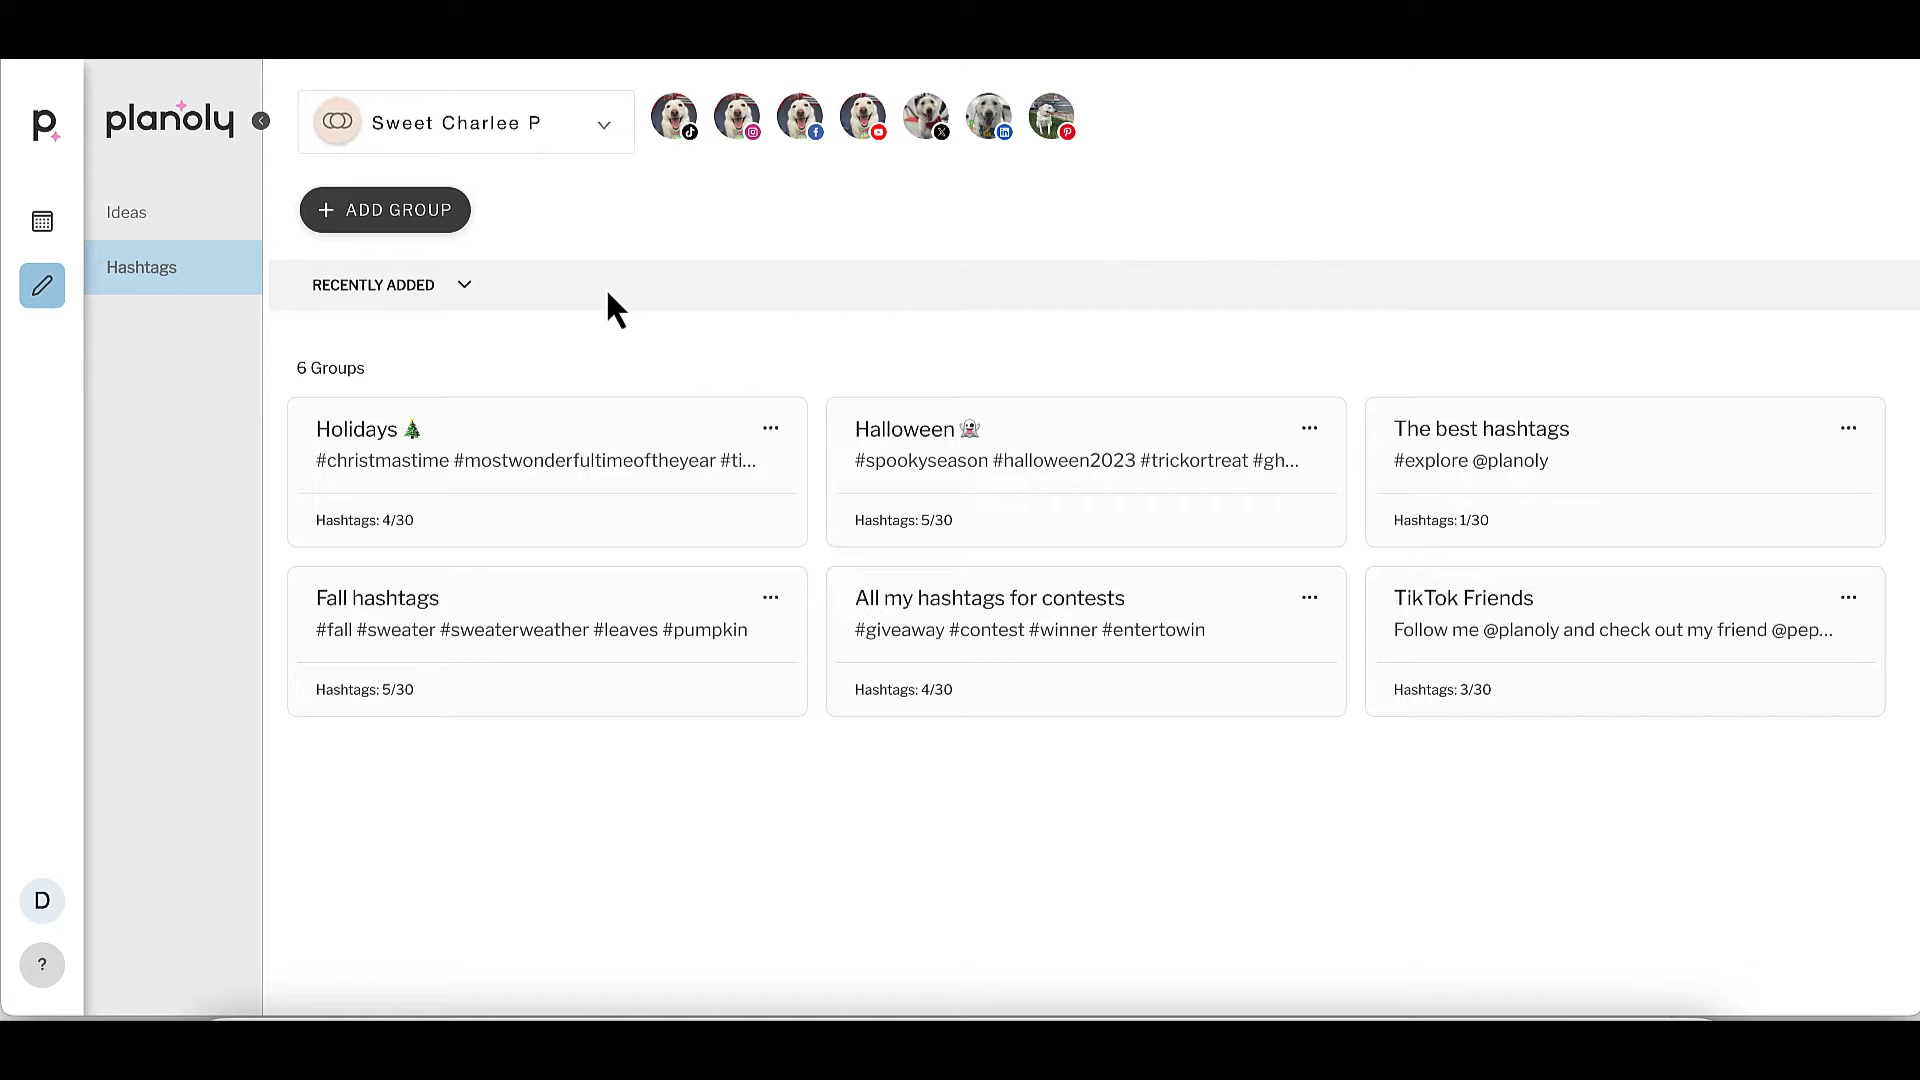 p
planoly
Sweet Charlee P
Ideas
+ ADD GROUP
Hashtags
RECENTLY ADDED
6 Groups
Holidays 🎄
#christmastime #mostwonderfultimeoftheyear #ti...
Hashtags: 4/30
Halloween 👻
#spookyseason #halloween2023 #trickortreat #gh...
Hashtags: 5/30
The best hashtags
#explore @planoly
Hashtags: 1/30
Fall hashtags
#fall #sweater #sweaterweather #leaves #pumpkin
Hashtags: 5/30
All my hashtags for contests
#giveaway #contest #winner #entertowin
Hashtags: 4/30
TikTok Friends
Follow me @planoly and check out my friend @pep...
Hashtags: 3/30
D
?